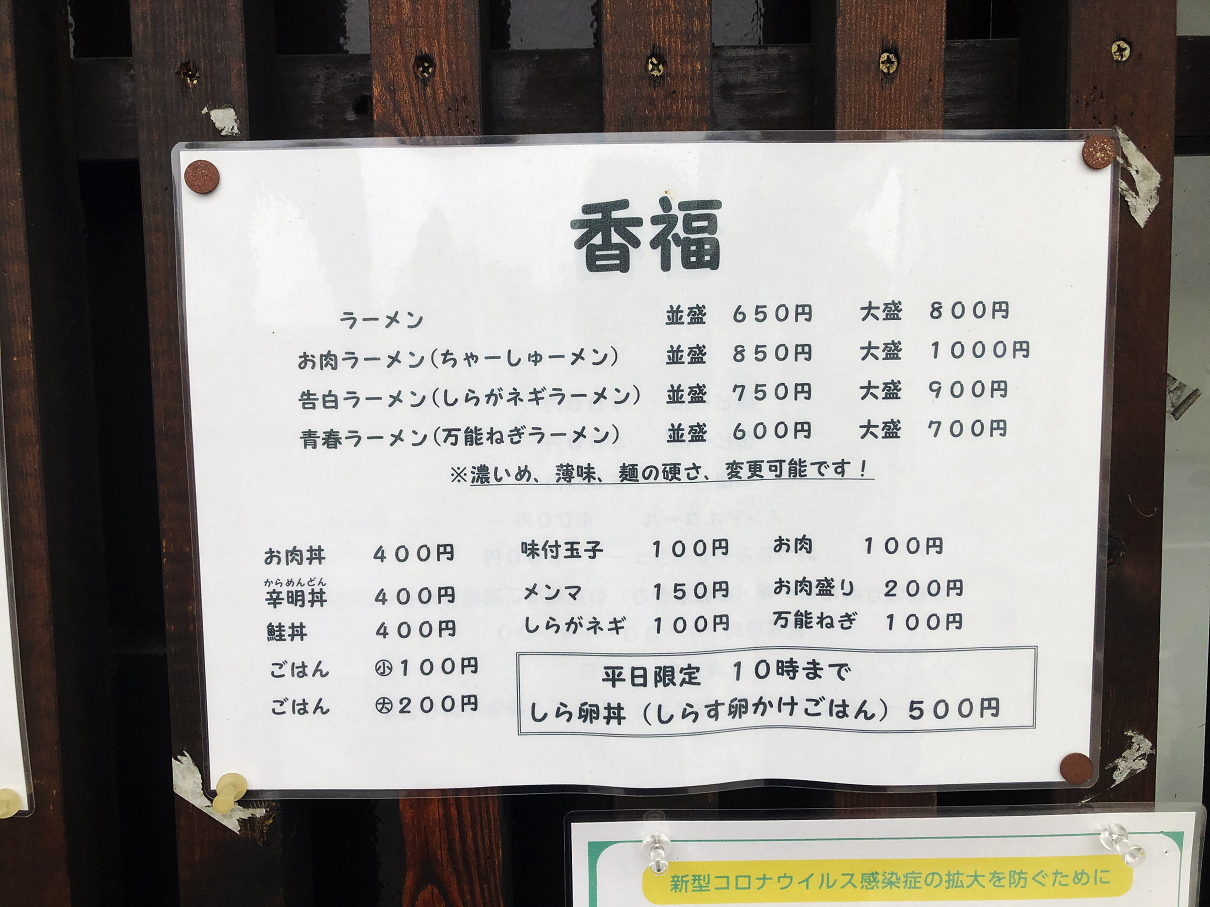 香福
ラーメン 並盛 650円 大盛 800円
お肉ラーメン(ちゃーしゅーメン) 並盛 850円 大盛 1000円
告白ラーメン(しらがネギラーメン) 並盛 750円 大盛 900円
青春ラーメン(万能ねぎラーメン) 並盛 600円 大盛 700円
※濃いめ、薄味、麺の硬さ、変更可能です！
お肉丼 400円 味付玉子 100円 お肉 100円
からめんどん
辛明丼 400円 メンマ 150円 お肉盛り 200円
鮭丼 400円 しらがネギ 100円 万能ねぎ 100円
ごはん ㊙小100円
ごはん ㊛大200円
平日限定 10時まで
しら卵丼（しらす卵かけごはん）500円
新型コロナウイルス感染症の拡大を防ぐために